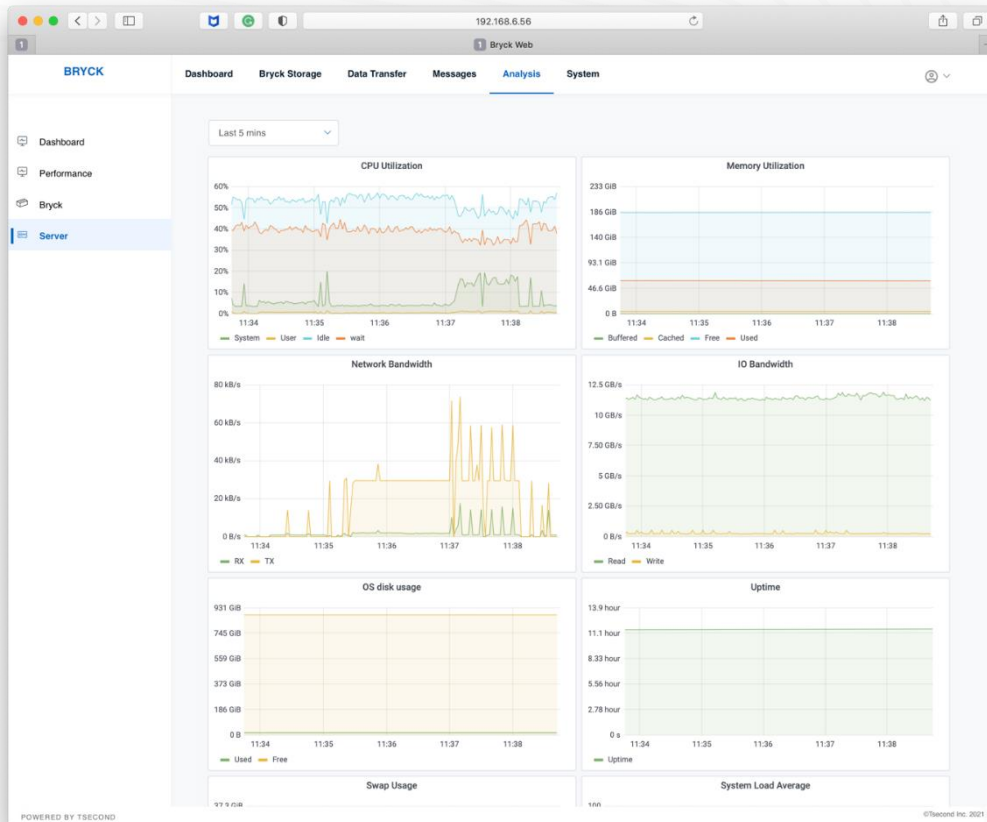 192.168.6.56
1
1 Bryck Web
BRYCK
Dashboard Bryck Storage Data Transfer Messages Analysis System
Dashboard
Performance
Bryck
Server
Last 5 mins
CPU Utilization
60%
50%
40%
30%
20%
10%
0%
11:34 11:35 11:36 11:37 11:38
System User Idle wait
Memory Utilization
233 GiB
186 GiB
140 GiB
93.1 GiB
46.6 GiB
0 B
11:34 11:35 11:36 11:37 11:38
Buffered Cached Free Used
Network Bandwidth
80 kB/s
60 kB/s
40 kB/s
20 kB/s
0 B/s
11:34 11:35 11:36 11:37 11:38
RX TX
IO Bandwidth
12.5 GB/s
10 GB/s
7.50 GB/s
5 GB/s
2.50 GB/s
0 B/s
11:34 11:35 11:36 11:37 11:38
Read Write
OS disk usage
931 GiB
745 GiB
559 GiB
373 GiB
186 GiB
0 B
11:34 11:35 11:36 11:37 11:38
Used Free
Uptime
13.9 hour
11.1 hour
8.33 hour
5.56 hour
2.78 hour
0 s
11:34 11:35 11:36 11:37 11:38
Uptime
Swap Usage
37.3 GiB
System Load Average
100
POWERED BY TSECOND
©Tsecond Inc. 2021